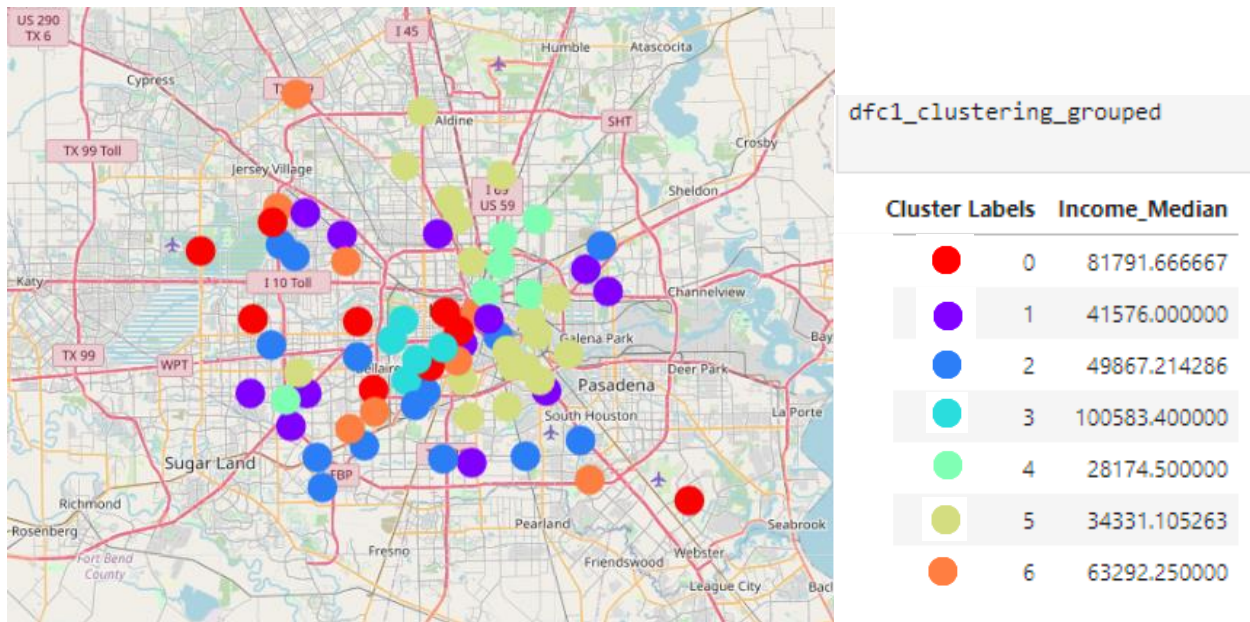 US 290
TX 6
I 45
Humble
Atascocita
Cypress
Aldine
SHT
Crosby
TX 99 Toll
Jersey Village
I 69
US 59
Sheldon
Katy
I 10 Toll
Channelview
Galena Park
Bay
TX 99
WPT
Deer Park
Pasadena
South Houston
La Porte
Sugar Land
FBP
Richmond
Rosenberg
Pearland
Seabrook
Fresno
Webster
Fort Bend
County
Friendswood
League City
Bacl
dfc1_clustering_grouped
Cluster Labels Income_Median
0 81791.666667
1 41576.000000
2 49867.214286
3 100583.400000
4 28174.500000
5 34331.105263
6 63292.250000